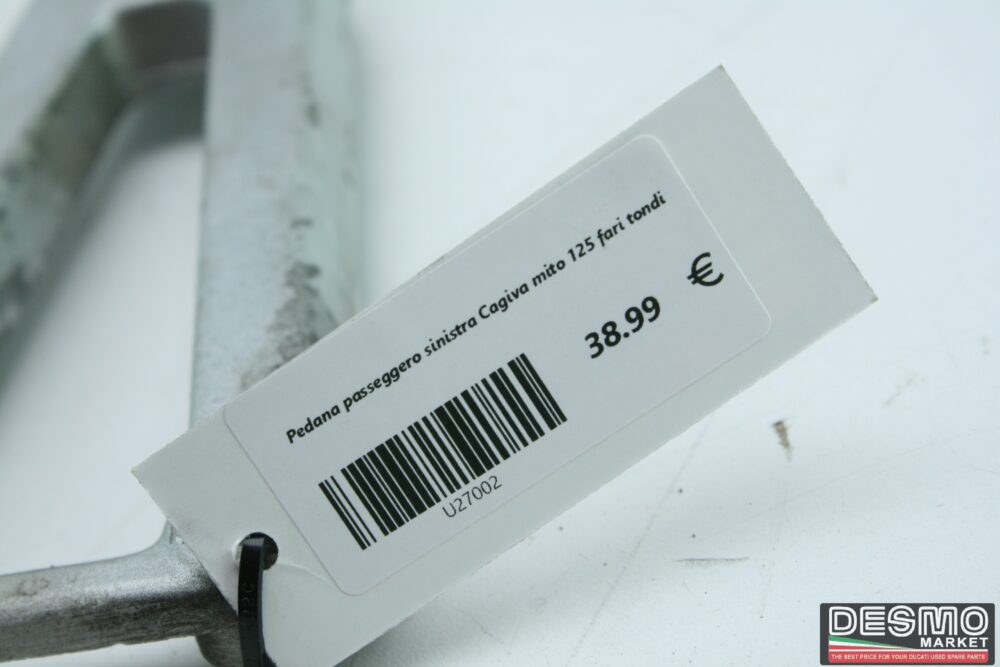 Pedana passeggero sinistra Cagiva mito 125 fari tondi
38.99 €
U27002
DESMO
MARKET
THE BEST PRICE FOR YOUR DUCATI USED SPARE PARTS